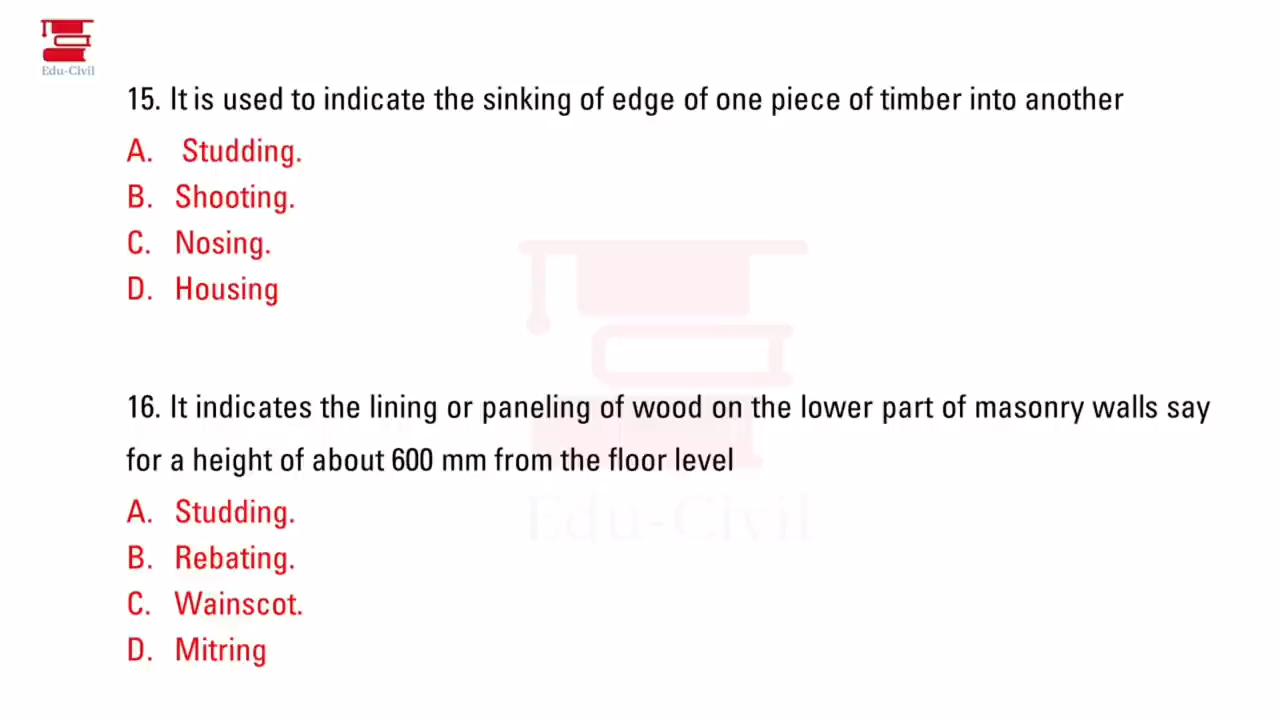 Edu-Civil
15. It is used to indicate the sinking of edge of one piece of timber into another
A. Studding.
B. Shooting.
C. Nosing.
D. Housing
16. It indicates the lining or paneling of wood on the lower part of masonry walls say
for a height of about 600 mm from the floor level
Edu-Civil
A. Studding.
B. Rebating.
C. Wainscot.
D. Mitring